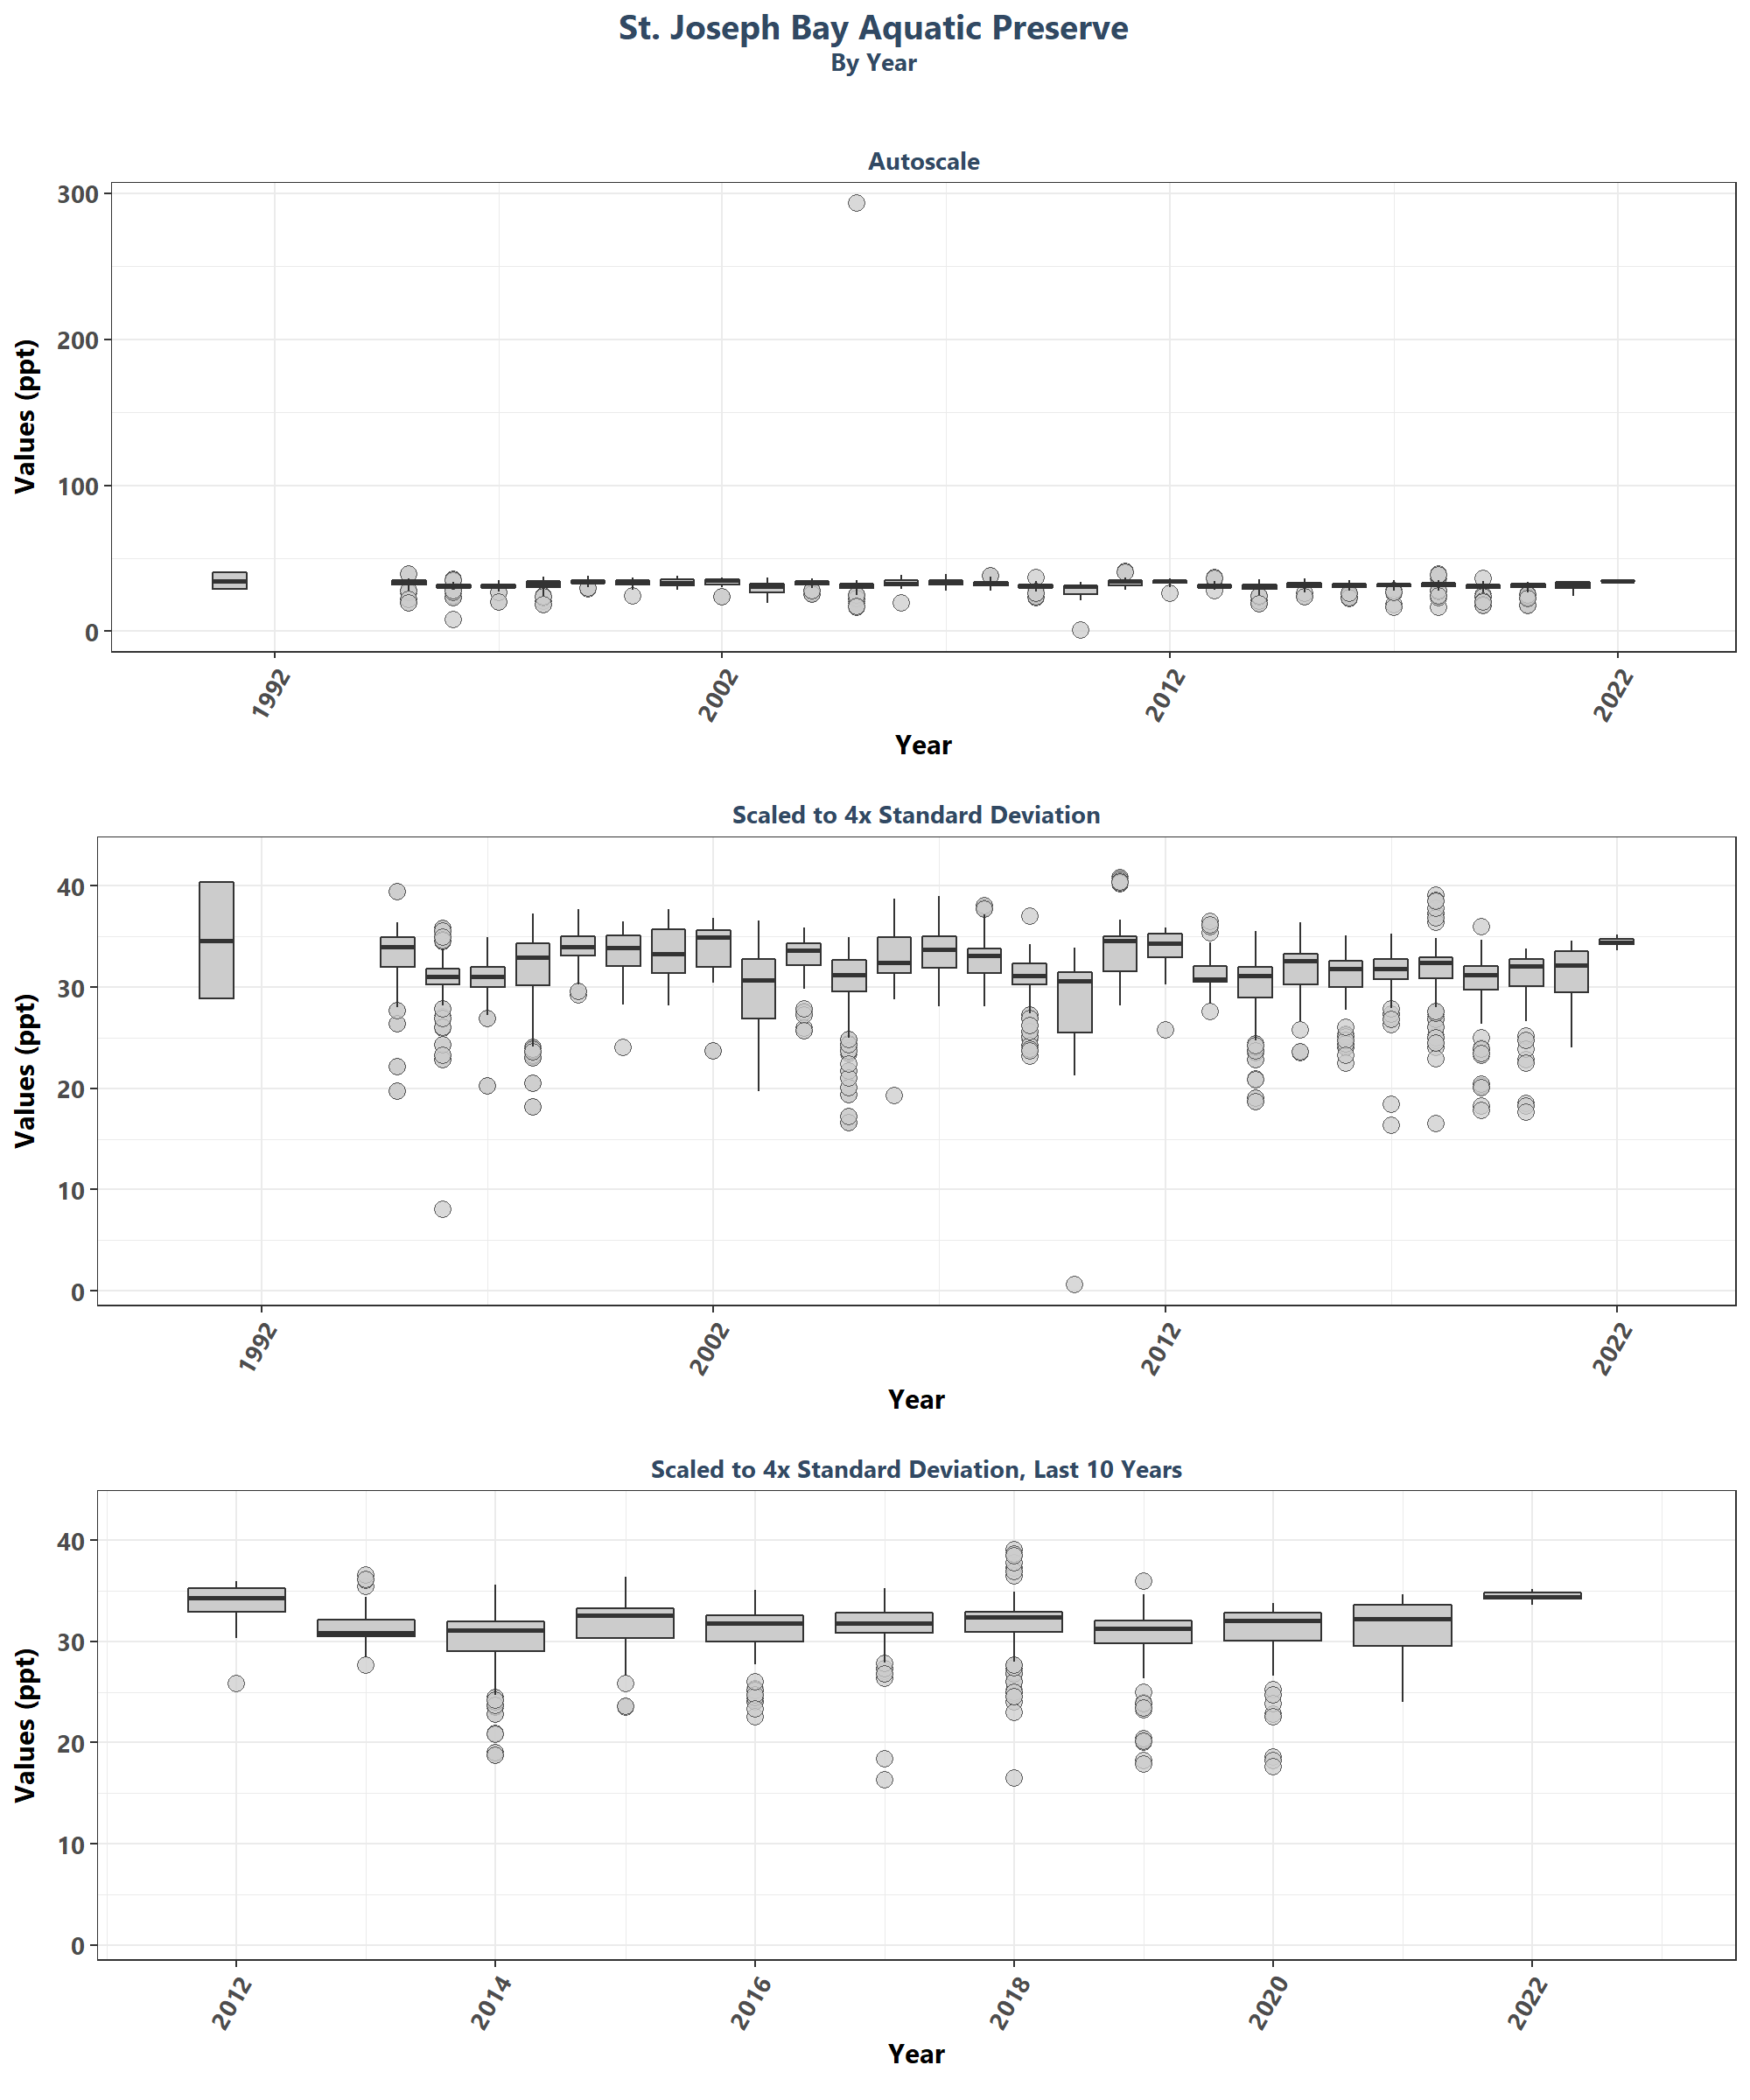 St. Joseph Bay Aquatic Preserve
By Year
Autoscale
300
200
100
0
Values (ppt)
1992
2002
2012
2022
Year
Scaled to 4x Standard Deviation
40
30
20
10
0
Values (ppt)
1992
2002
2012
2022
Year
Scaled to 4x Standard Deviation, Last 10 Years
40
30
20
10
0
Values (ppt)
2012
2014
2016
2018
2020
2022
Year